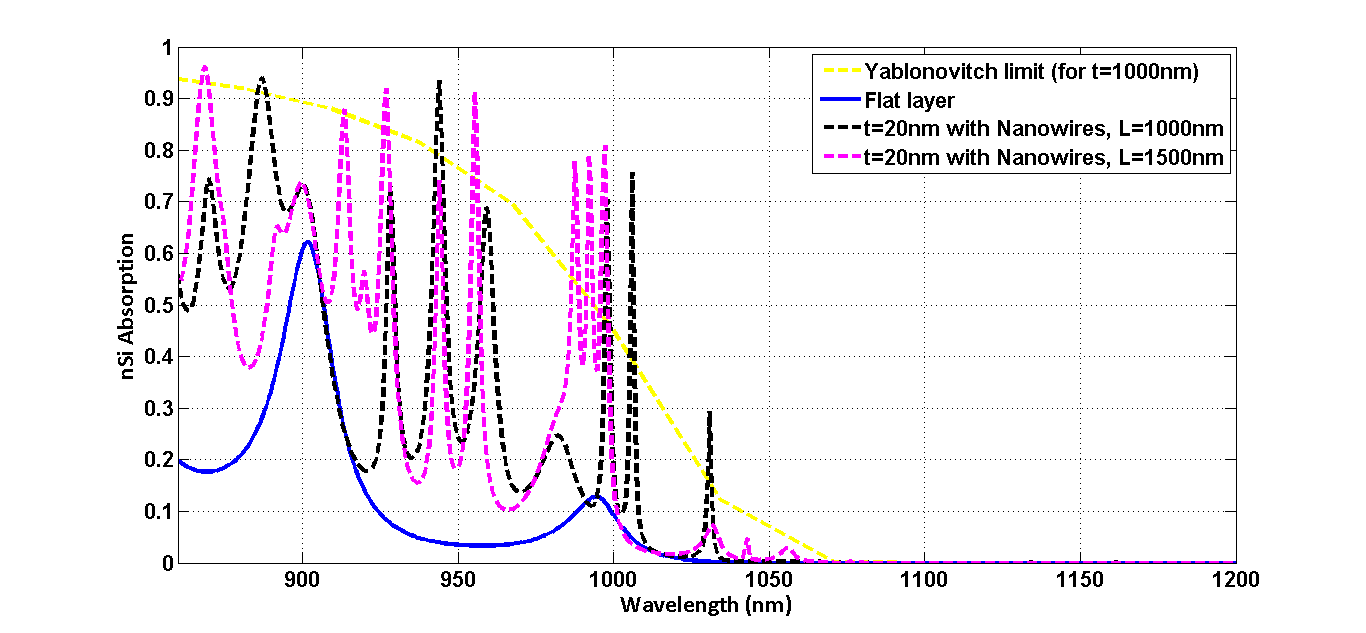 1
0.9
0.8
0.7
0.6
0.5
0.4
0.3
0.2
0.1
0
nSi Absorption
Yablonovitch limit (for t=1000nm)
Flat layer
t=20nm with Nanowires, L=1000nm
t=20nm with Nanowires, L=1500nm
900 950 1000 1050 1100 1150 1200
Wavelength (nm)